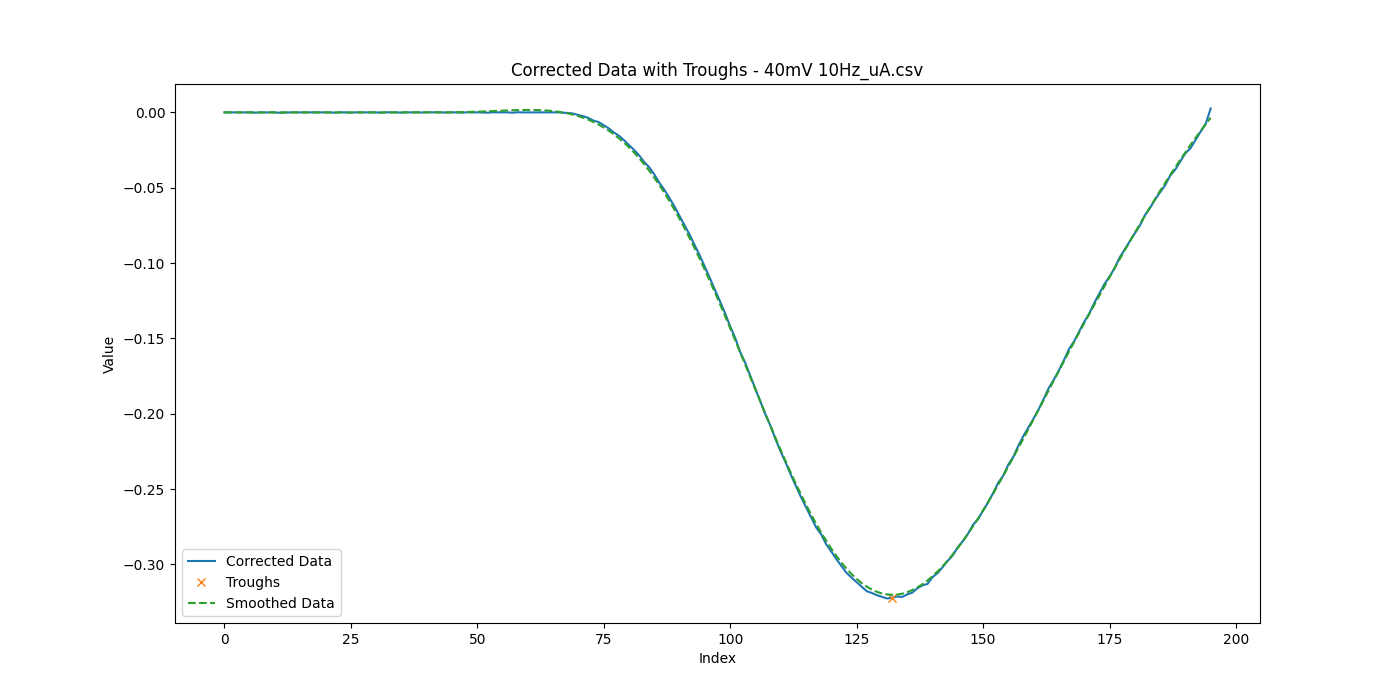 Corrected Data with Troughs - 40mV 10Hz_uA.csv
0.00
−0.05
−0.10
−0.15
−0.20
−0.25
−0.30
Value
Corrected Data
Troughs
Smoothed Data
0 25 50 75 100 125 150 175 200
Index